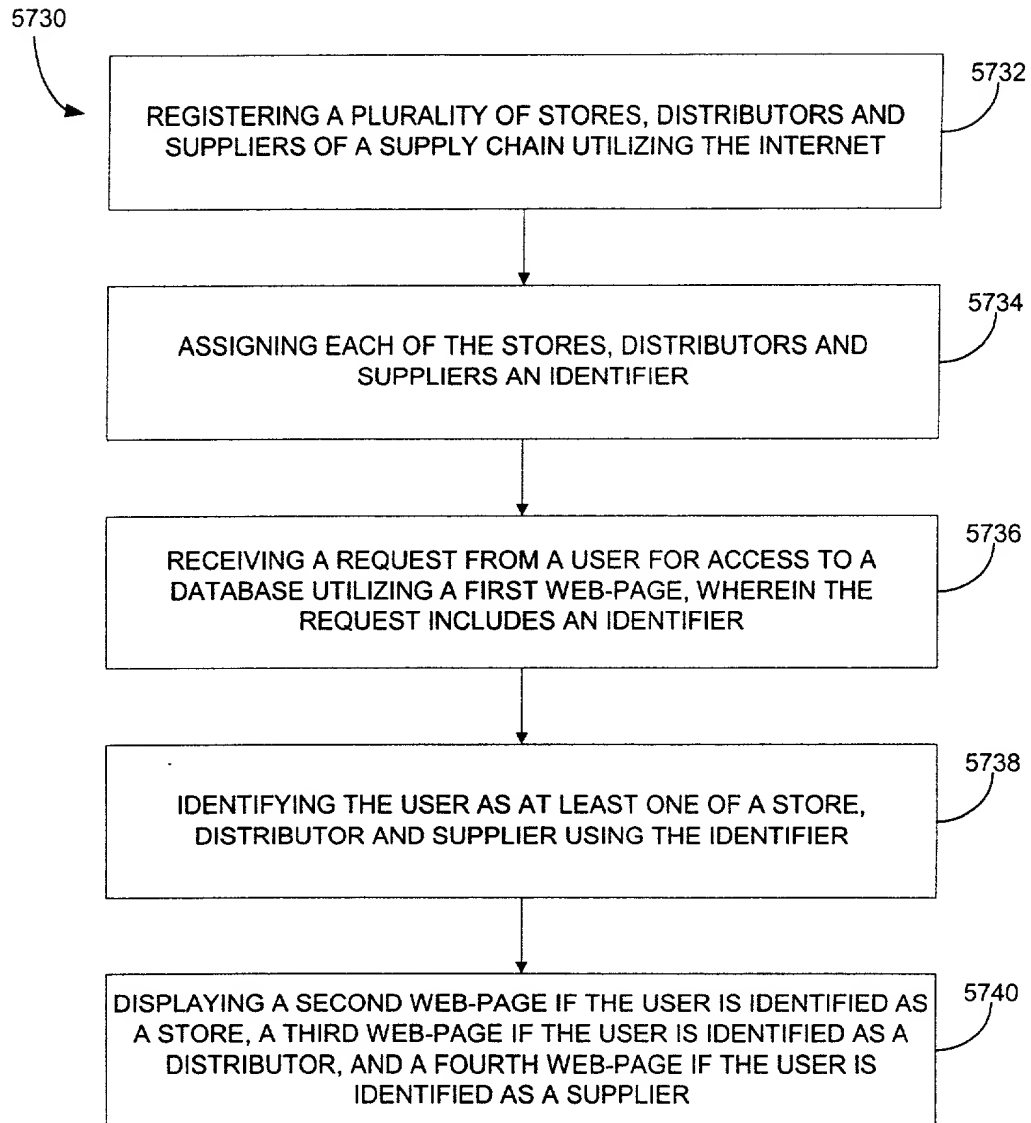 5730
5732
REGISTERING A PLURALITY OF STORES, DISTRIBUTORS AND
SUPPLIERS OF A SUPPLY CHAIN UTILIZING THE INTERNET
5734
ASSIGNING EACH OF THE STORES, DISTRIBUTORS AND
SUPPLIERS AN IDENTIFIER
5736
RECEIVING A REQUEST FROM A USER FOR ACCESS TO A
DATABASE UTILIZING A FIRST WEB-PAGE, WHEREIN THE
REQUEST INCLUDES AN IDENTIFIER
5738
IDENTIFYING THE USER AS AT LEAST ONE OF A STORE,
DISTRIBUTOR AND SUPPLIER USING THE IDENTIFIER
5740
DISPLAYING A SECOND WEB-PAGE IF THE USER IS IDENTIFIED AS
A STORE, A THIRD WEB-PAGE IF THE USER IS IDENTIFIED AS A
DISTRIBUTOR, AND A FOURTH WEB-PAGE IF THE USER IS
IDENTIFIED AS A SUPPLIER